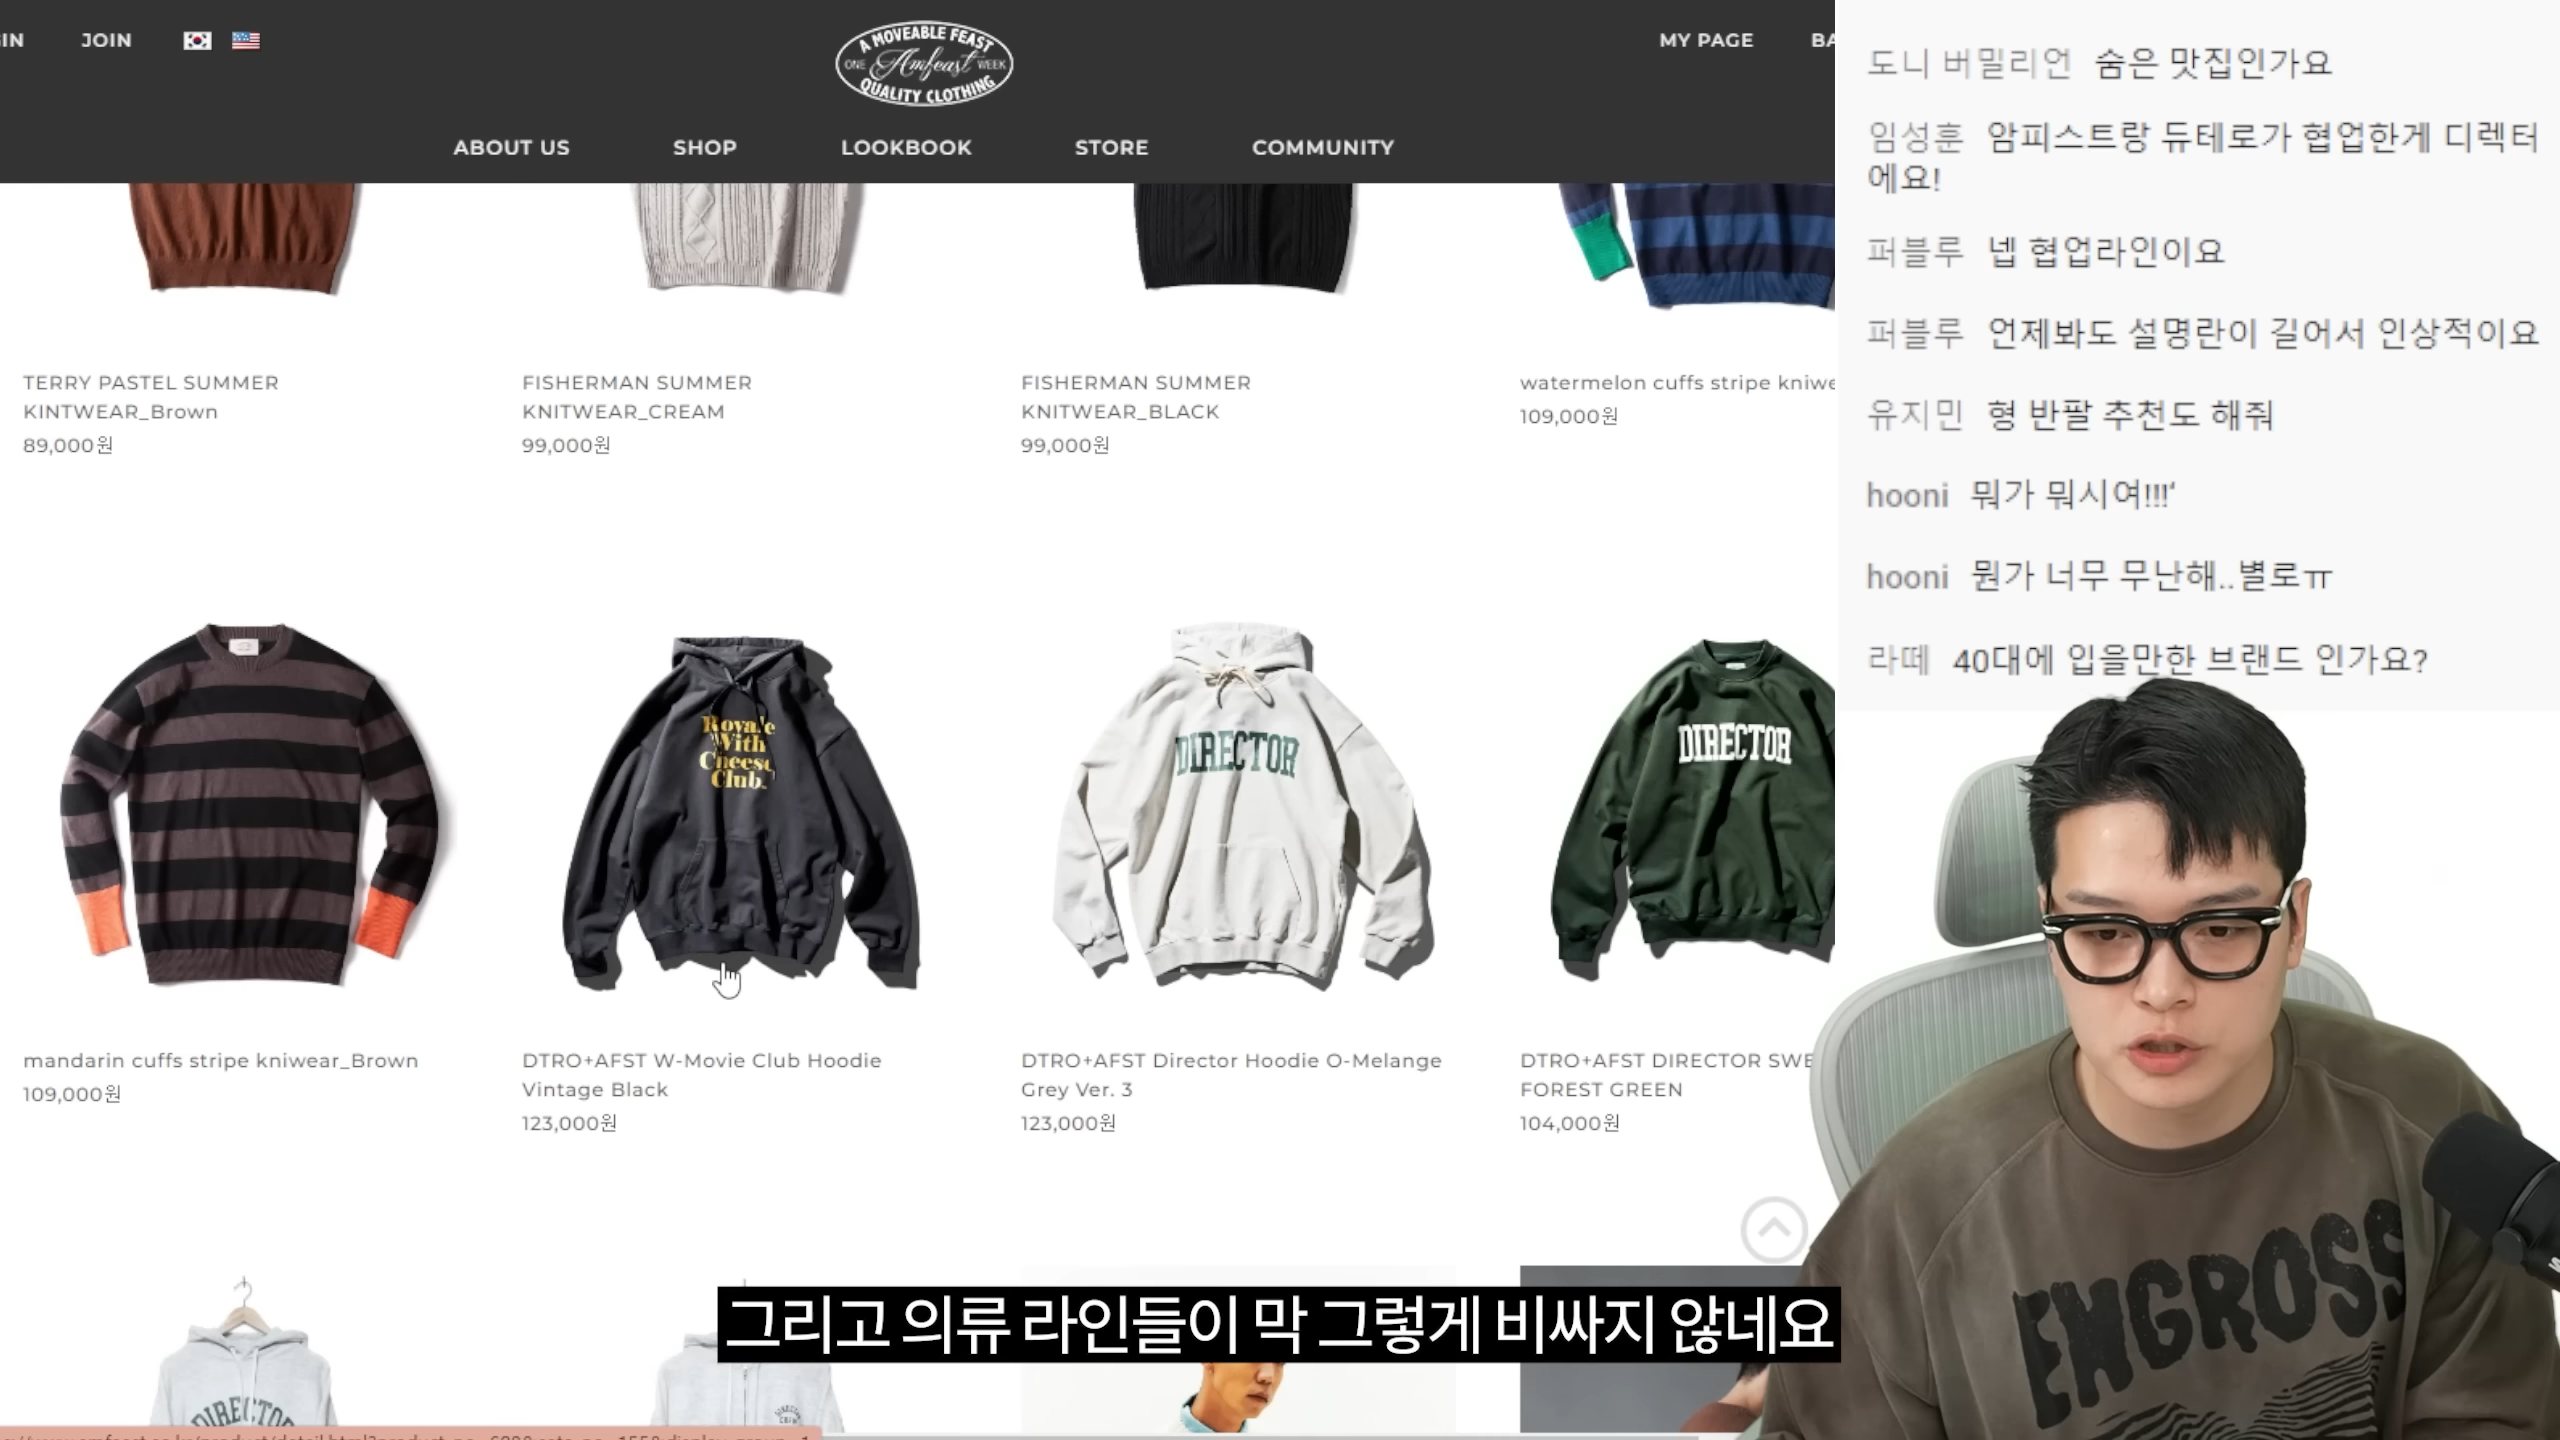 JOIN
A MOVEABLE FEAST
ONE Amfeast WEEK
QUALITY CLOTHING
MY PAGE
ABOUT US
SHOP
LOOKBOOK
STORE
COMMUNITY
TERRY PASTEL SUMMER
KINTWEAR_Brown
89,000원
FISHERMAN SUMMER
KNITWEAR_CREAM
99,000원
FISHERMAN SUMMER
KNITWEAR_BLACK
99,000원
watermelon cuffs stripe kniwe
109,000원
Royale
With
Cheese
Club.
DIRECTOR
DIRECTOR
mandarin cuffs stripe kniwear_Brown
109,000원
DTRO+AFST W-Movie Club Hoodie
Vintage Black
123,000원
DTRO+AFST Director Hoodie O-Melange
Grey Ver. 3
123,000원
DTRO+AFST DIRECTOR SWE
FOREST GREEN
104,000원
DIRECTOR
그리고 의류 라인들이 막 그렇게 비싸지 않네요
도니 버밀리언 숨은 맛집인가요
임성훈 암피스트랑 듀테로가 협업한게 디렉터
에요!
퍼블루 넵 협업라인이요
퍼블루 언제봐도 설명란이 길어서 인상적이요
유지민 형 반팔 추천도 해줘
hooni 뭐가 뭐시여!!!'
hooni 뭔가 너무 무난해..별로ㅠ
라떼 40대에 입을만한 브랜드 인가요?
ENGROSS